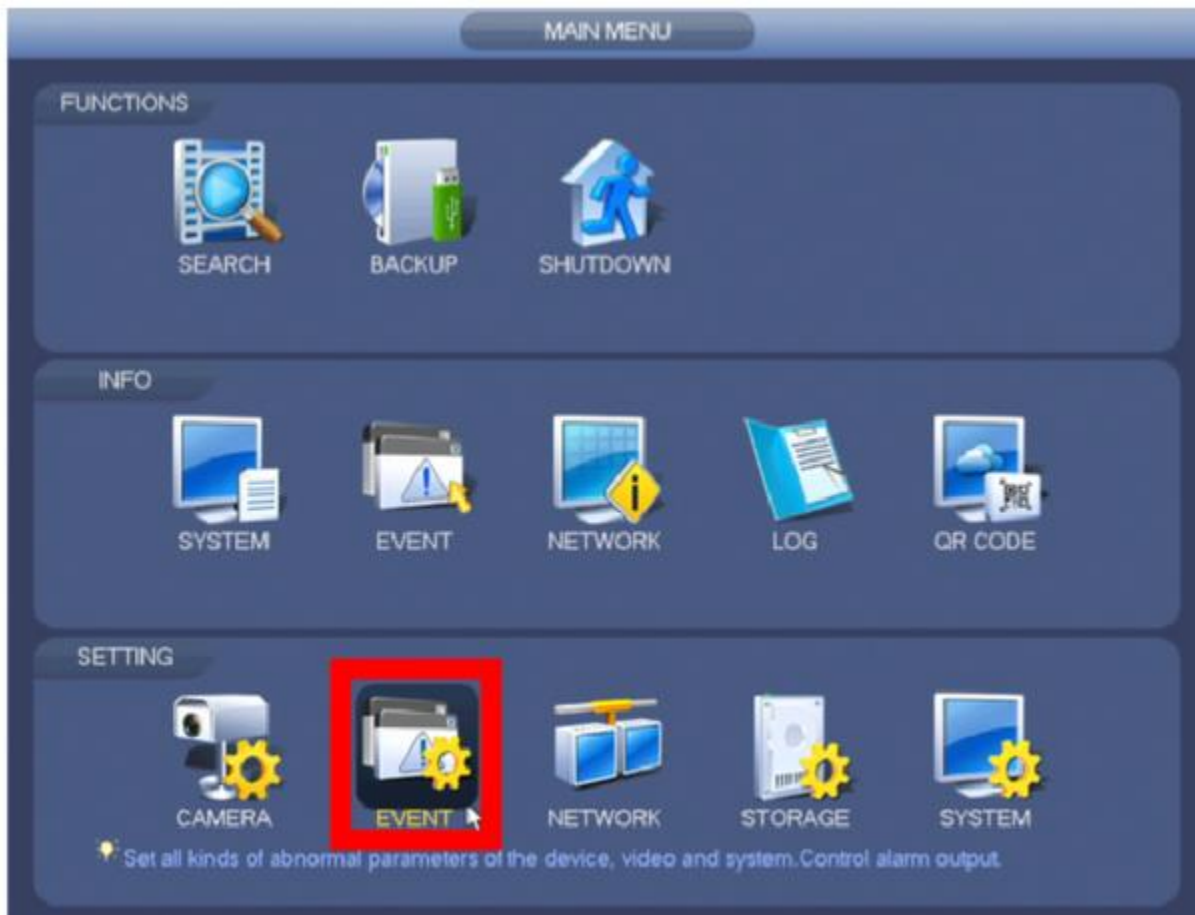 MAIN MENU
FUNCTIONS
SEARCH BACKUP SHUTDOWN
INFO
SYSTEM EVENT NETWORK LOG QR CODE
SETTING
CAMERA EVENT NETWORK STORAGE SYSTEM
Set all kinds of abnormal parameters of the device, video and system.Control alarm output.